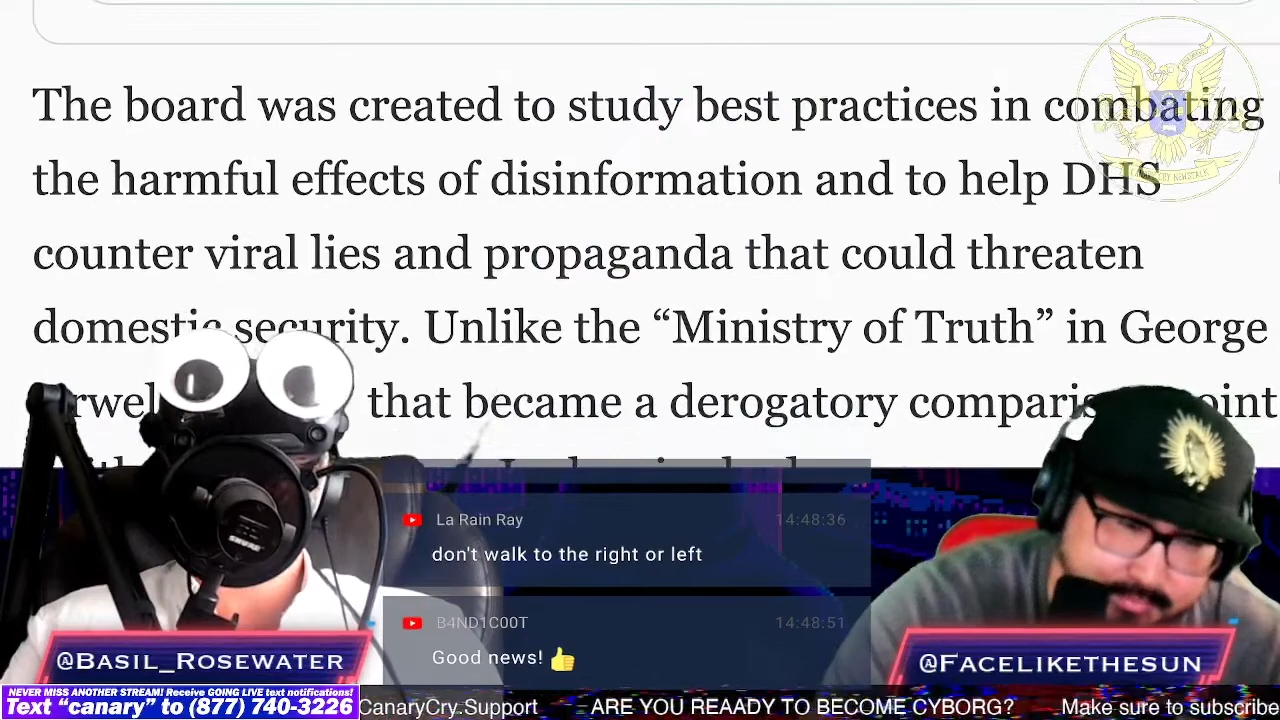 The board was created to study best practices in combating
the harmful effects of disinformation and to help DHS
counter viral lies and propaganda that could threaten
domestic security. Unlike the “Ministry of Truth” in George
that became a derogatory
La Rain Ray 14:48:36
don't walk to the right or left
B4ND1C00T 14:48:51
Good news! 👍
SHURE
@BASIL_ROSEWATER
@FACELIKETHESUN
NEVER MISS ANOTHER STREAM! Receive GOING LIVE text notifications!
Text “canary” to (877) 740-3226
CanaryCry.Support ARE YOU REAADY TO BECOME CYBORG? Make sure to subscribe